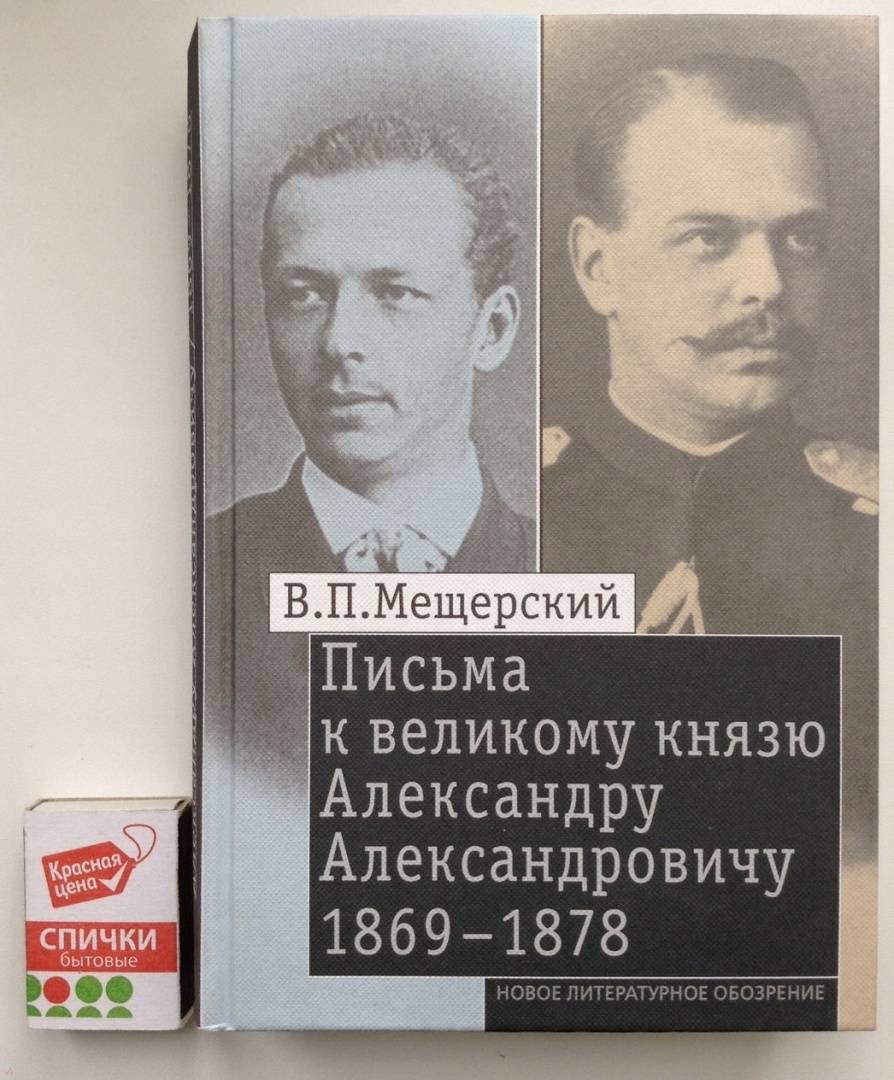 В.П.Мещерский
Письма
к великому князю
Александру
Александровичу
1869–1878
НОВОЕ ЛИТЕРАТУРНОЕ ОБОЗРЕНИЕ
Красная
цена
СПИЧКИ
бытовые